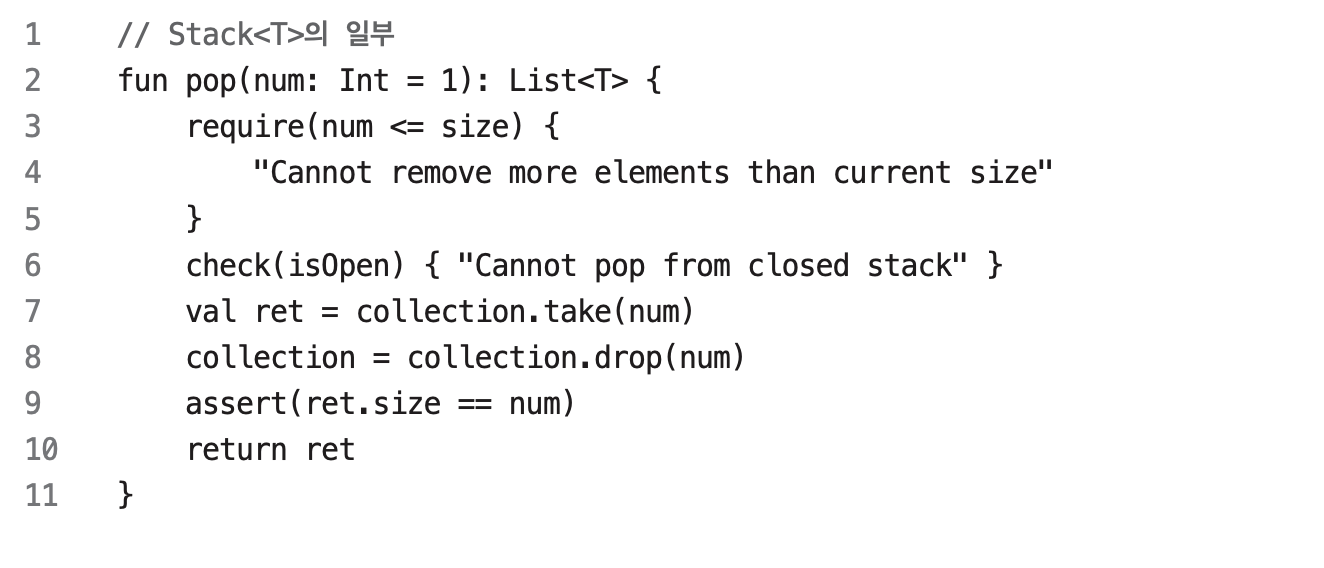 1 // Stack<T>의 일부
2 fun pop(num: Int = 1): List<T> {
3     require(num <= size) {
4         "Cannot remove more elements than current size"
5     }
6     check(isOpen) { "Cannot pop from closed stack" }
7     val ret = collection.take(num)
8     collection = collection.drop(num)
9     assert(ret.size == num)
10     return ret
11 }